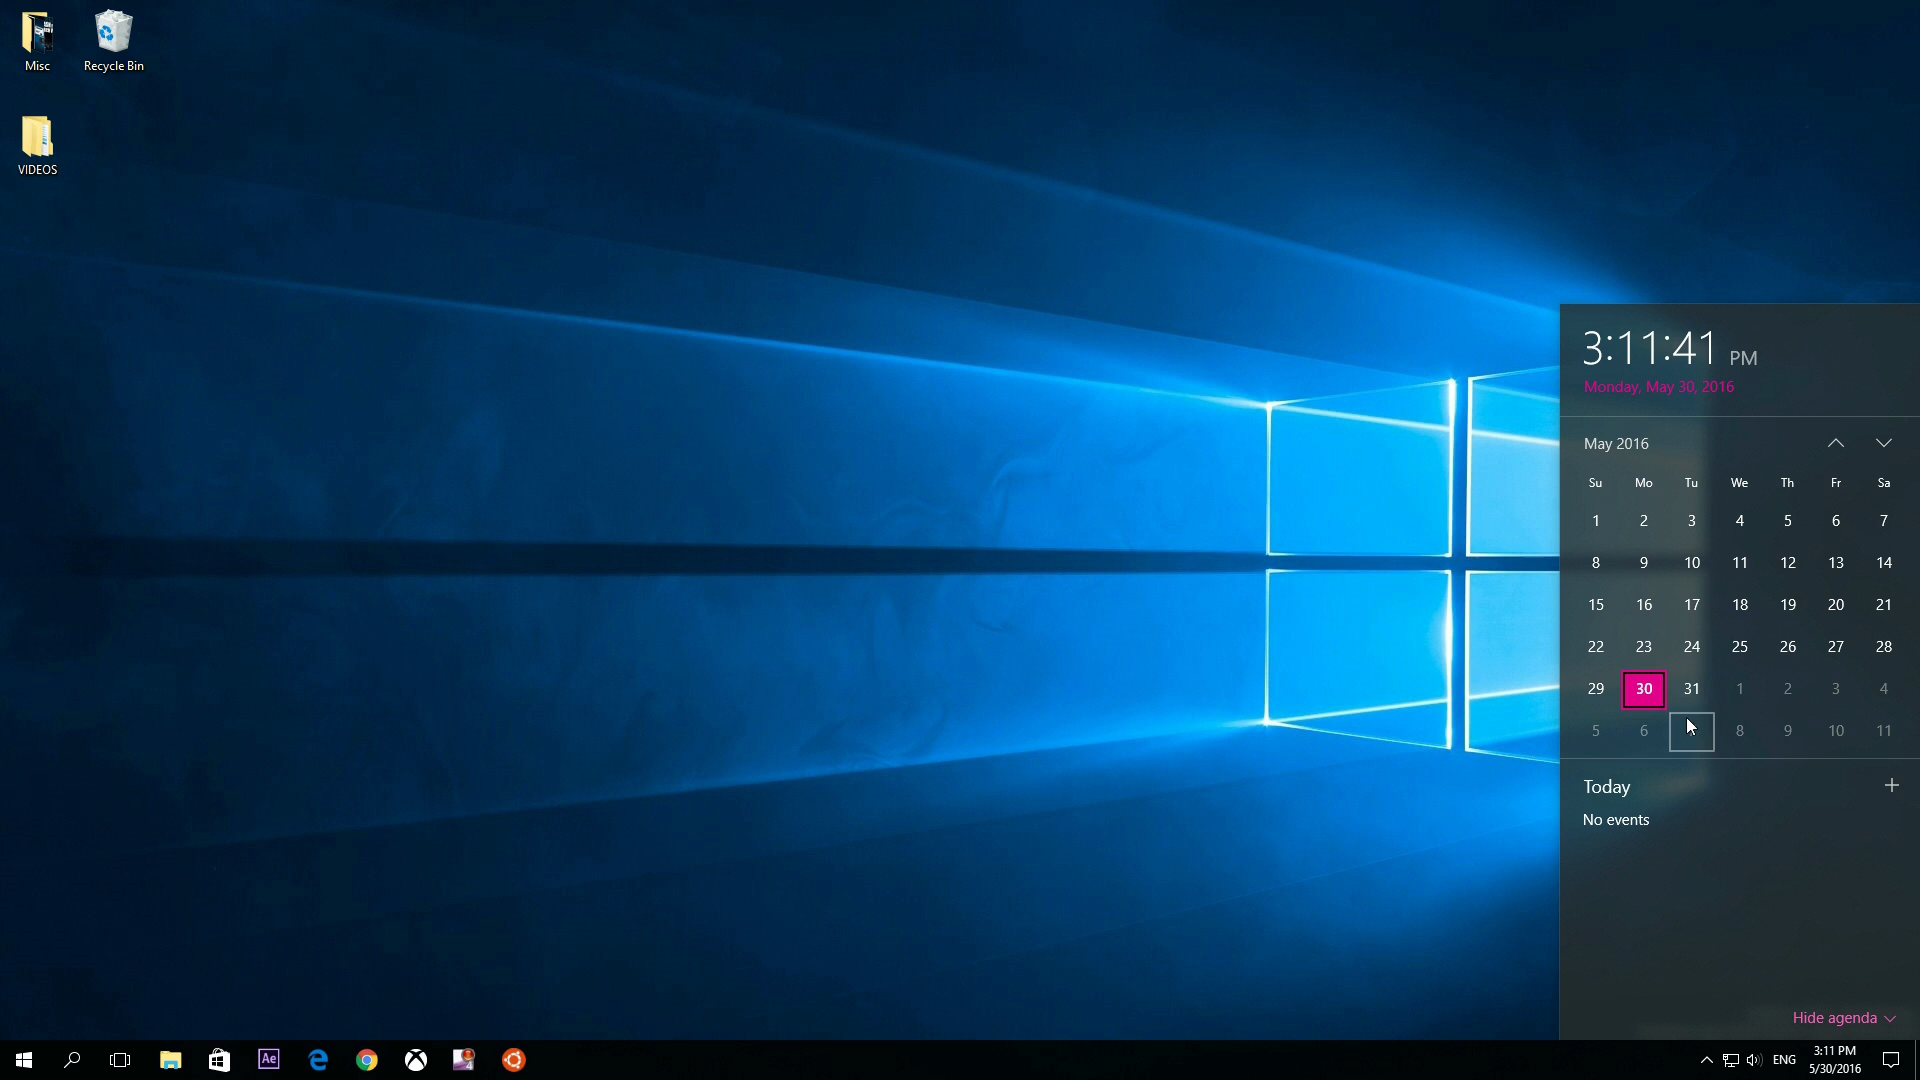 Misc
Recycle Bin
VIDEOS
3:11:41 PM
Monday, May 30, 2016
May 2016
Su Mo Tu We Th Fr Sa
1 2 3 4 5 6 7
8 9 10 11 12 13 14
15 16 17 18 19 20 21
22 23 24 25 26 27 28
29 30 31 1 2 3 4
5 6 8 9 10 11
Today
No events
Hide agenda
Ae
4
ENG
3:11 PM
5/30/2016